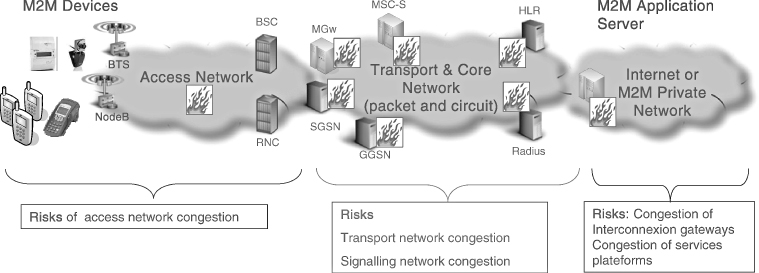 M2M Devices
BTS
NodeB
Access Network
BSC
RNC
MGw
SGSN
MSC-S
Transport & Core
Network
(packet and circuit)
GGSN
HLR
Radius
M2M Application
Server
Internet or
M2M Private
Network
Risks of access network congestion
Risks
Transport network congestion
Signalling network congestion
Risks: Congestion of
Interconnexion gateways
Congestion of services
plateforms